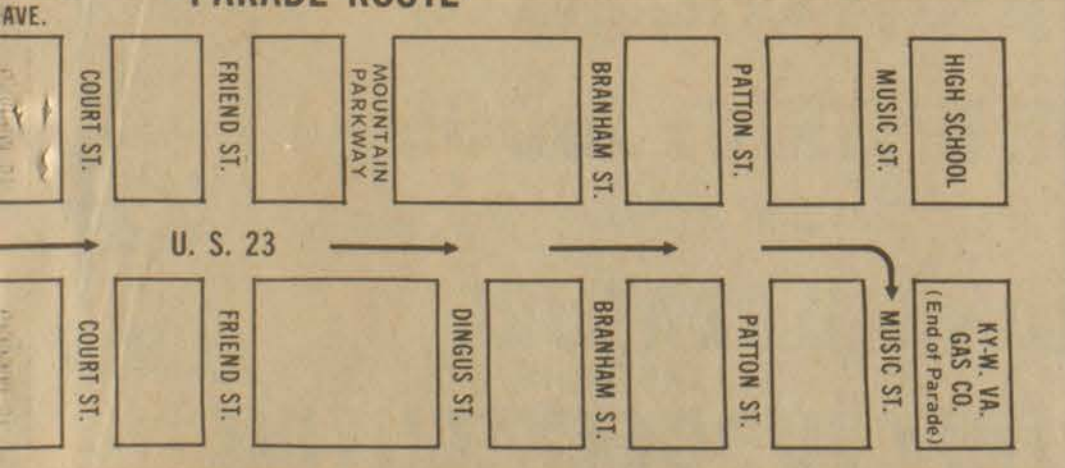 PARADE ROUTE
AVE.
COURT ST.
FRIEND ST.
MOUNTAIN
PARKWAY
BRANHAM ST.
PATTON ST.
MUSIC ST.
HIGH SCHOOL
U. S. 23
COURT ST.
FRIEND ST.
DINGUS ST.
BRANHAM ST.
PATTON ST.
MUSIC ST.
KY-W. VA.
GAS CO.
(End of Parade)